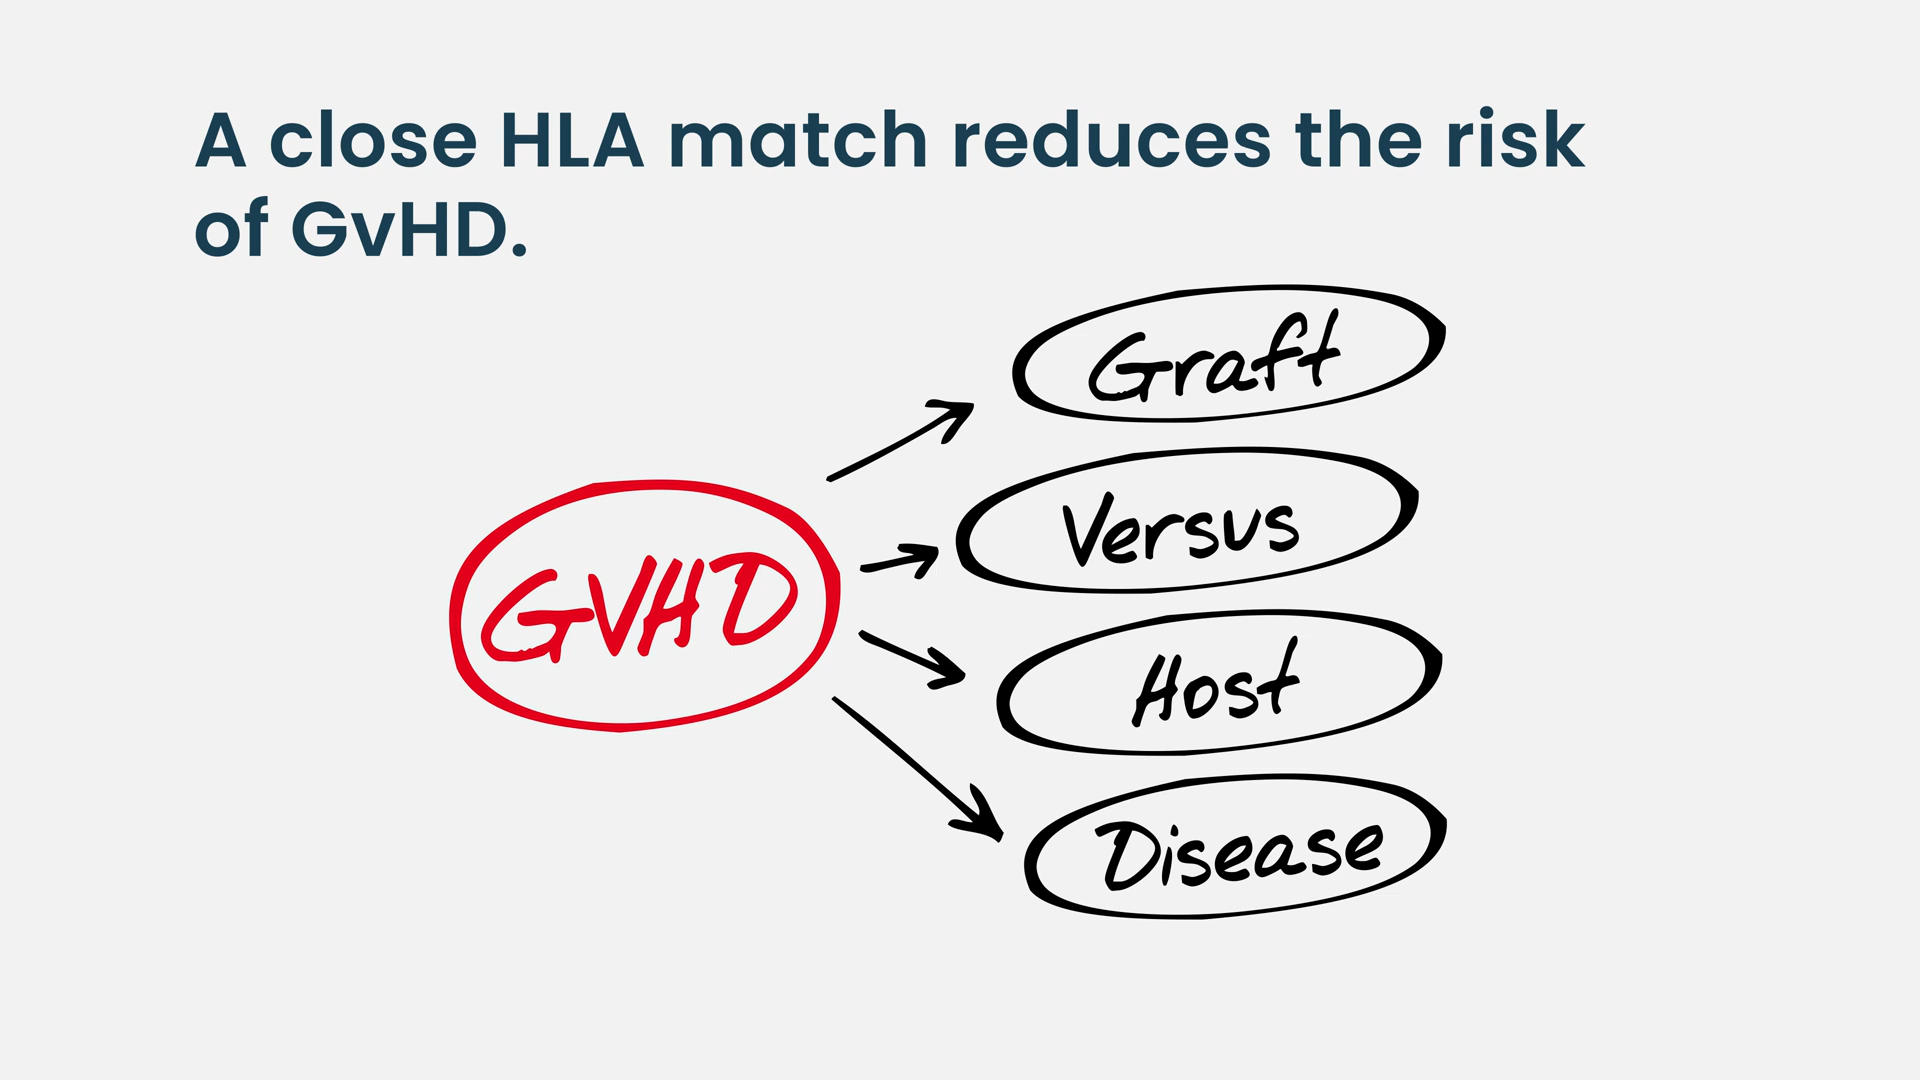 A close HLA match reduces the risk
of GvHD.
GVHD
Graft
Versus
Host
Disease